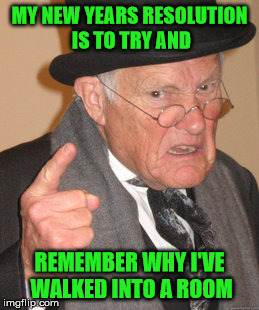 MY NEW YEARS RESOLUTION
IS TO TRY AND
REMEMBER WHY I'VE
WALKED INTO A ROOM
imgflip.com